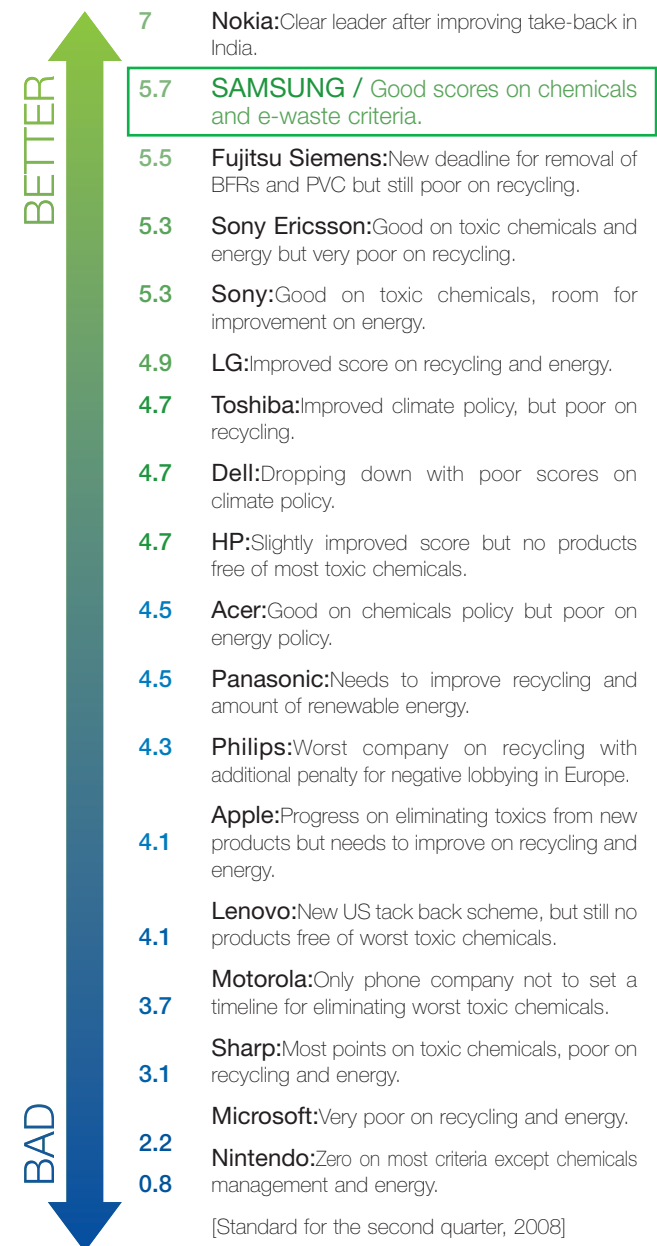 BETTER
7 Nokia:Clear leader after improving take-back in
India.
5.7 SAMSUNG / Good scores on chemicals
and e-waste criteria.
5.5 Fujitsu Siemens:New deadline for removal of
BFRs and PVC but still poor on recycling.
5.3 Sony Ericsson:Good on toxic chemicals and
energy but very poor on recycling.
5.3 Sony:Good on toxic chemicals, room for
improvement on energy.
4.9 LG:Improved score on recycling and energy.
4.7 Toshiba:Improved climate policy, but poor on
recycling.
4.7 Dell:Dropping down with poor scores on
climate policy.
4.7 HP:Slightly improved score but no products
free of most toxic chemicals.
4.5 Acer:Good on chemicals policy but poor on
energy policy.
4.5 Panasonic:Needs to improve recycling and
amount of renewable energy.
4.3 Philips:Worst company on recycling with
additional penalty for negative lobbying in Europe.
Apple:Progress on eliminating toxics from new
4.1 products but needs to improve on recycling and
energy.
Lenovo:New US tack back scheme, but still no
4.1 products free of worst toxic chemicals.
Motorola:Only phone company not to set a
3.7 timeline for eliminating worst toxic chemicals.
Sharp:Most points on toxic chemicals, poor on
3.1 recycling and energy.
Microsoft:Very poor on recycling and energy.
2.2
Nintendo:Zero on most criteria except chemicals
0.8 management and energy.
BAD
[Standard for the second quarter, 2008]